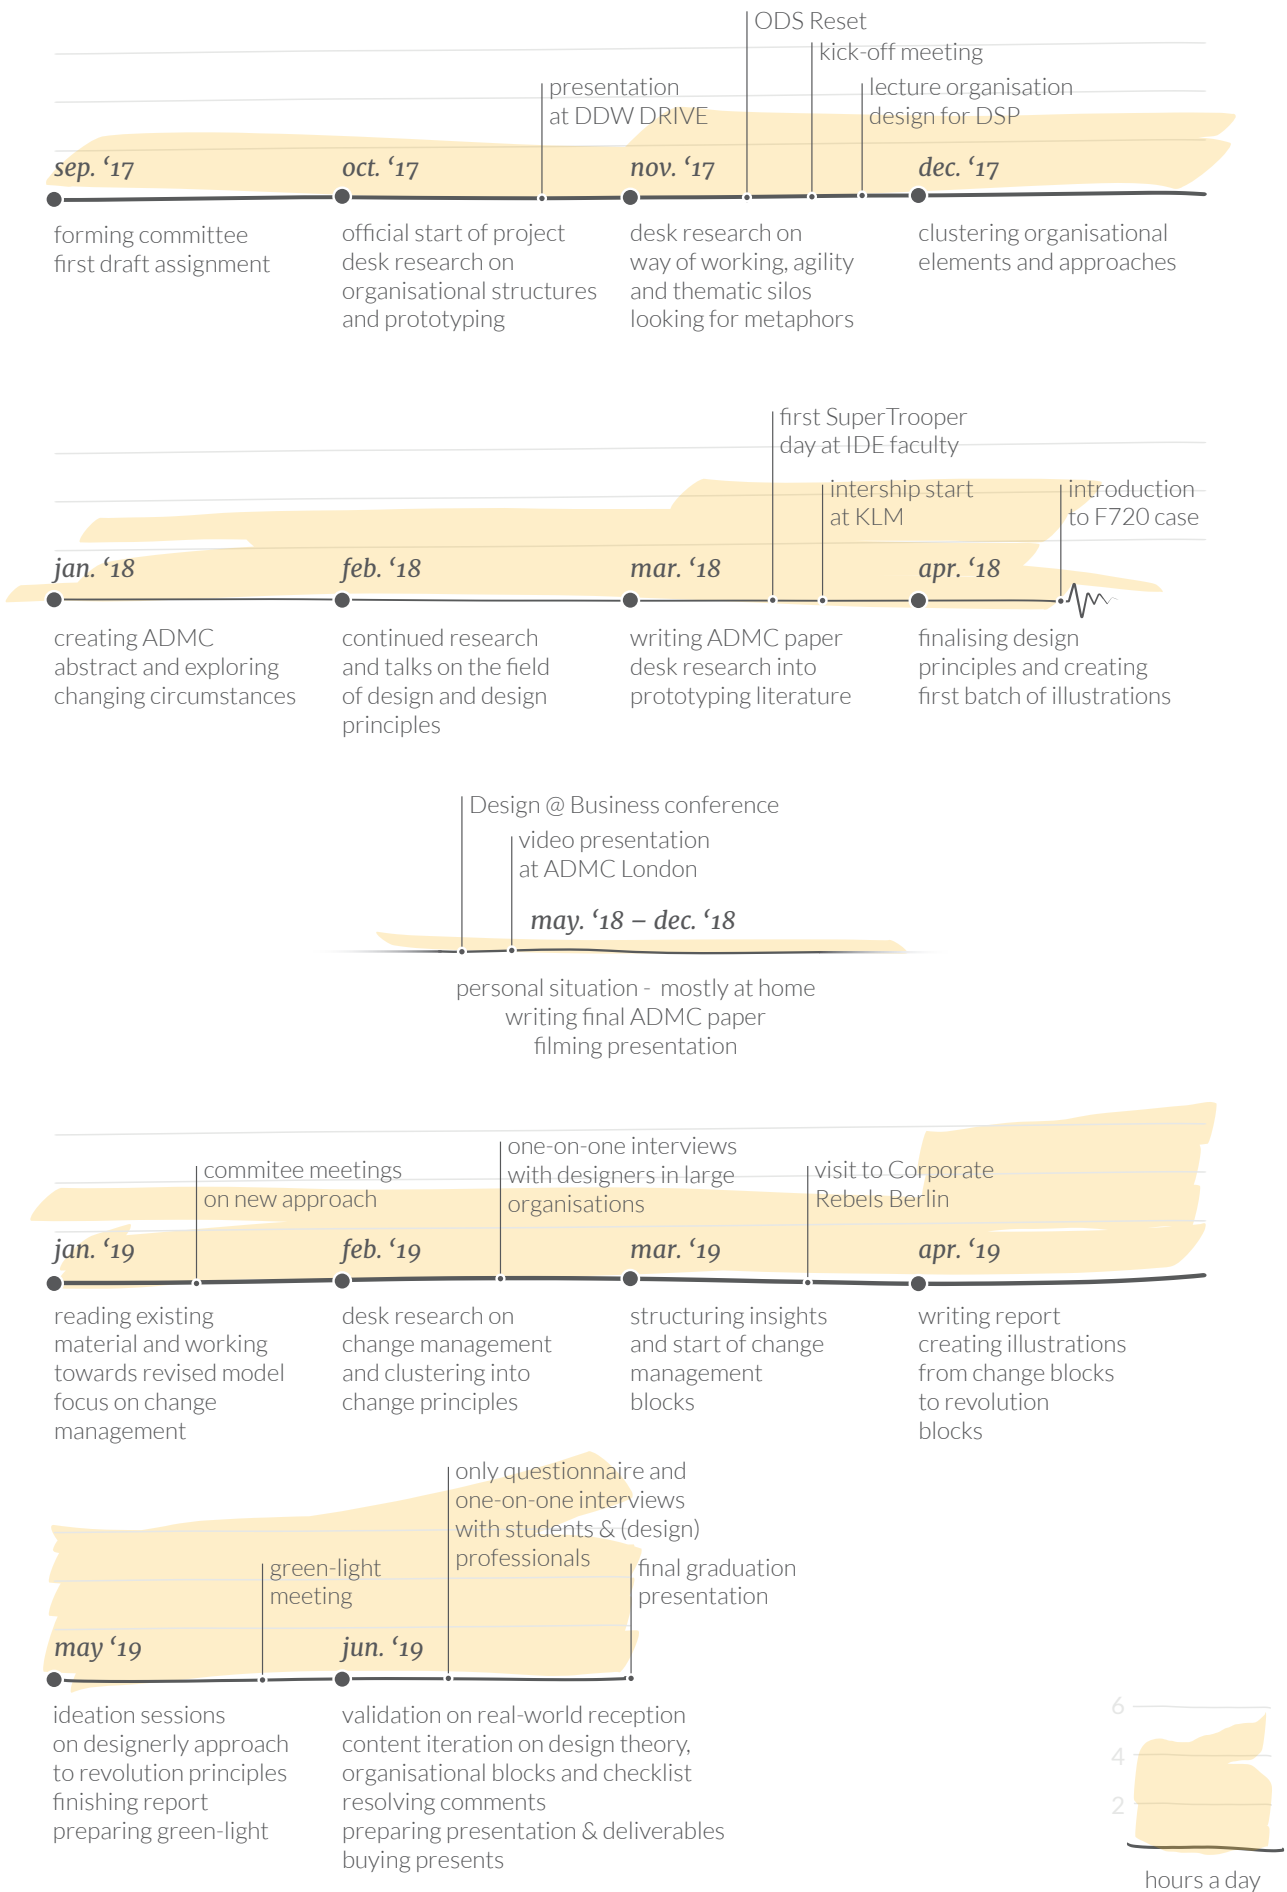 ODS Reset
kick-off meeting
presentation
at DDW DRIVE
lecture organisation
design for DSP
sep. ‘17
oct. ‘17
nov. ‘17
dec. ‘17
forming committee
first draft assignment
official start of project
desk research on
organisational structures
and prototyping
desk research on
way of working, agility
and thematic silos
looking for metaphors
clustering organisational
elements and approaches
first SuperTrooper
day at IDE faculty
intership start
at KLM
introduction
to F720 case
jan. ‘18
feb. ‘18
mar. ‘18
apr. ‘18
creating ADMC
abstract and exploring
changing circumstances
continued research
and talks on the field
of design and design
principles
writing ADMC paper
desk research into
prototyping literature
finalising design
principles and creating
first batch of illustrations
Design @ Business conference
video presentation
at ADMC London
may. ‘18 – dec. ‘18
personal situation - mostly at home
writing final ADMC paper
filming presentation
commitee meetings
on new approach
one-on-one interviews
with designers in large
organisations
visit to Corporate
Rebels Berlin
jan. ‘19
feb. ‘19
mar. ‘19
apr. ‘19
reading existing
material and working
towards revised model
focus on change
management
desk research on
change management
and clustering into
change principles
structuring insights
and start of change
management
blocks
writing report
creating illustrations
from change blocks
to revolution
blocks
green-light
meeting
only questionnaire and
one-on-one interviews
with students & (design)
professionals
final graduation
presentation
may ‘19
jun. ‘19
ideation sessions
on designerly approach
to revolution principles
finishing report
preparing green-light
validation on real-world reception
content iteration on design theory,
organisational blocks and checklist
resolving comments
preparing presentation & deliverables
buying presents
6
4
2
hours a day